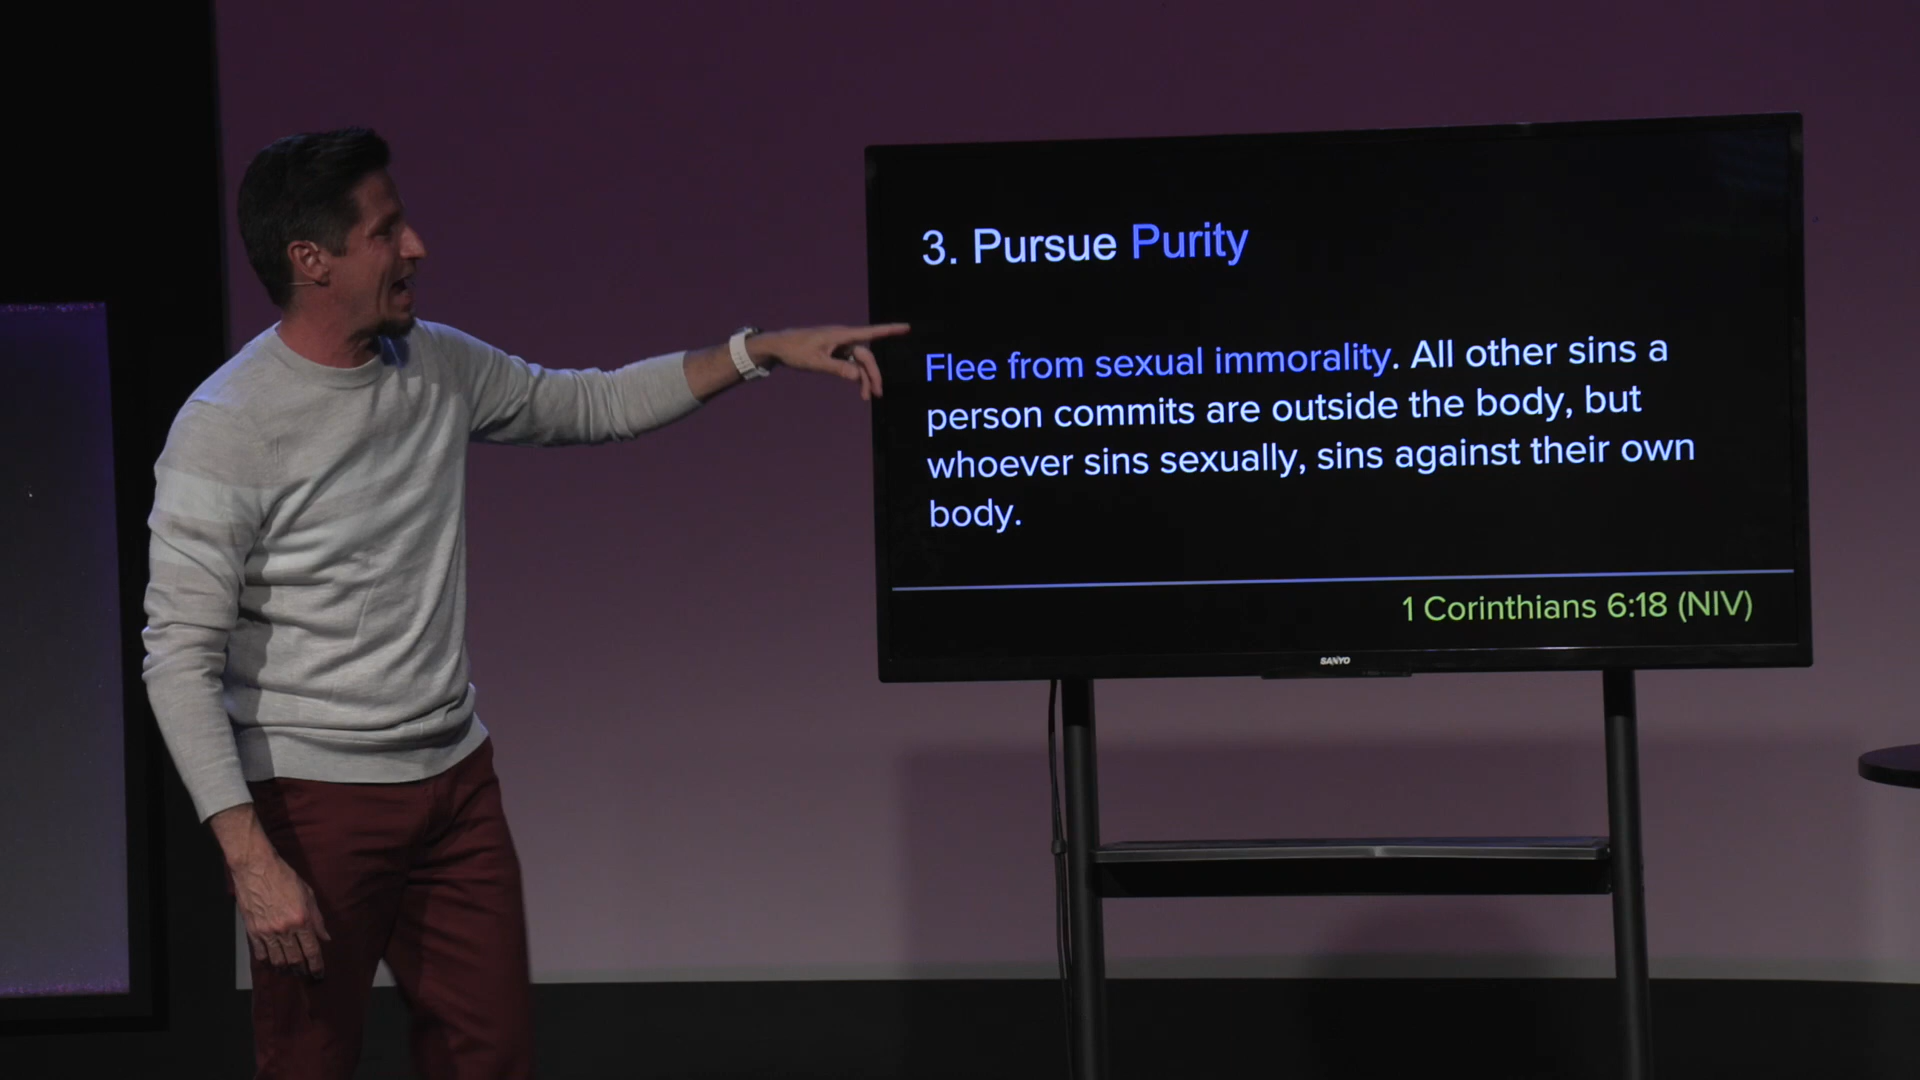 3. Pursue Purity
Flee from sexual immorality. All other sins a
person commits are outside the body, but
whoever sins sexually, sins against their own
body.
1 Corinthians 6:18 (NIV)
SANYO